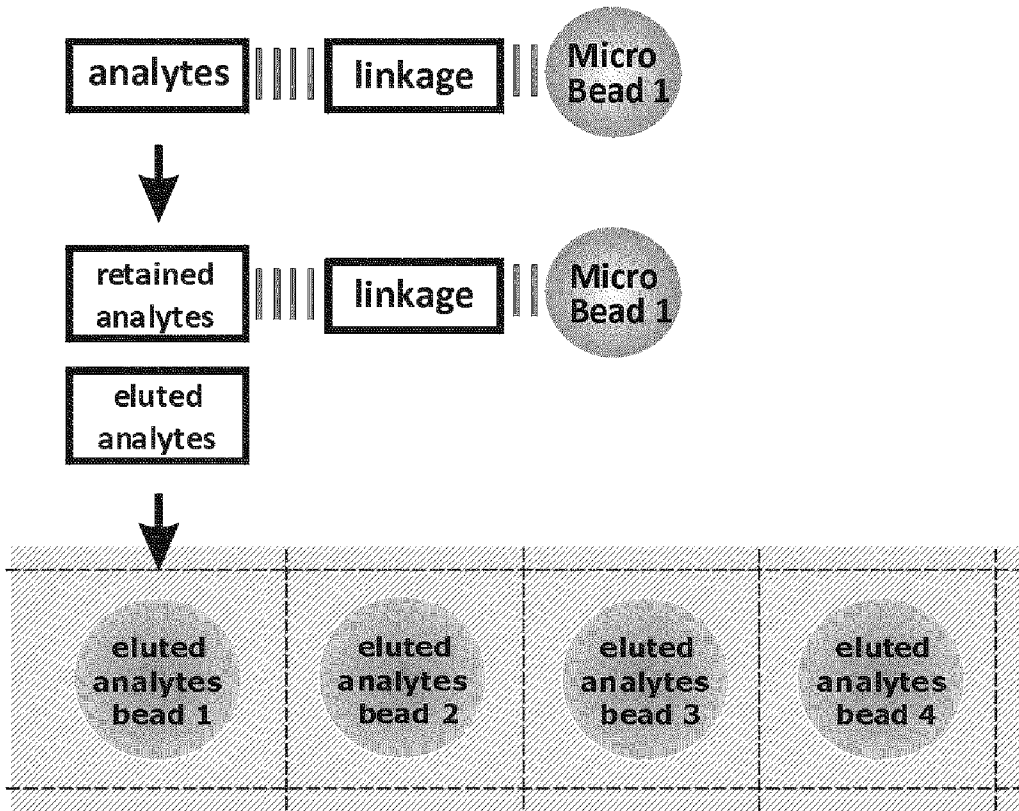 analytes
linkage
Micro
Bead 1
retained
analytes
linkage
Micro
Bead 1
eluted
analytes
eluted
analytes
bead 1
eluted
analytes
bead 2
eluted
analytes
bead 3
eluted
analytes
bead 4